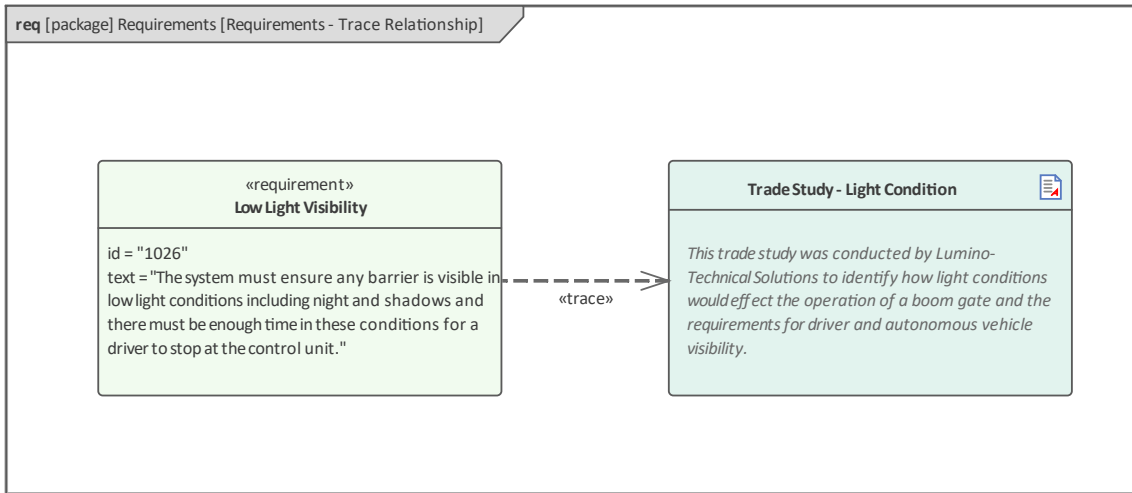 req [package] Requirements [Requirements - Trace Relationship]
«requirement»
Low Light Visibility
id = "1026"
text = "The system must ensure any barrier is visible in
low light conditions including night and shadows and
there must be enough time in these conditions for a
driver to stop at the control unit."
«trace»
Trade Study - Light Condition
This trade study was conducted by Lumino-
Technical Solutions to identify how light conditions
would effect the operation of a boom gate and the
requirements for driver and autonomous vehicle
visibility.